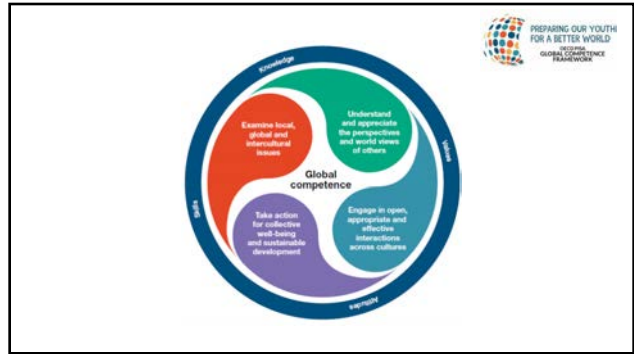 PREPARING OUR YOUTH
FOR A BETTER WORLD
OECD PISA
GLOBAL COMPETENCE
FRAMEWORK
Knowledge
Values
Attitudes
Skills
Examine local,
global and
intercultural
issues
Understand
and appreciate
the perspectives
and world views
of others
Global
competence
Take action
for collective
well-being
and sustainable
development
Engage in open,
appropriate and
effective
interactions
across cultures